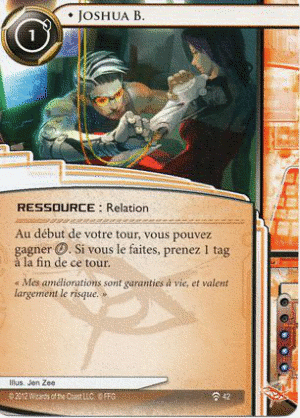 • JOSHUA B.
1
RESSOURCE : Relation
Au début de votre tour, vous pouvez
gagner . Si vous le faites, prenez 1 tag
à la fin de ce tour.
« Mes améliorations sont garanties à vie, et valent
largement le risque. »
Illus. Jen Zee
© 2012 Wizards of the Coast LLC. © FFG
42